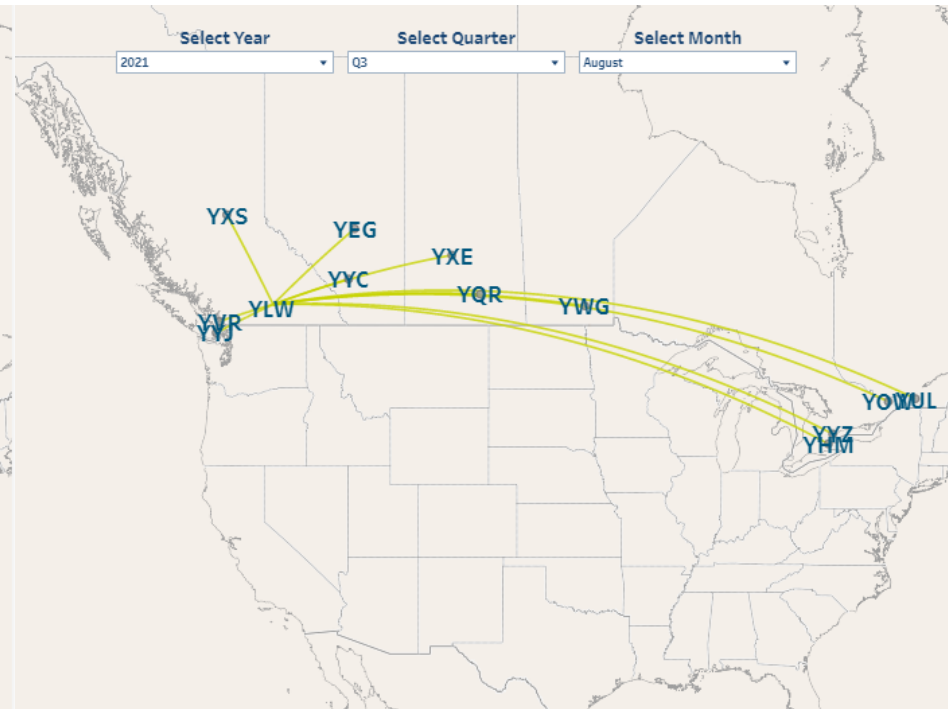 Select Year Select Quarter Select Month
2021 Q3 August
YXS
YEG
YXE
YYC
YQR
YLW
YWG
YVR
YYJ
YOW YUL
YYZ
YHM